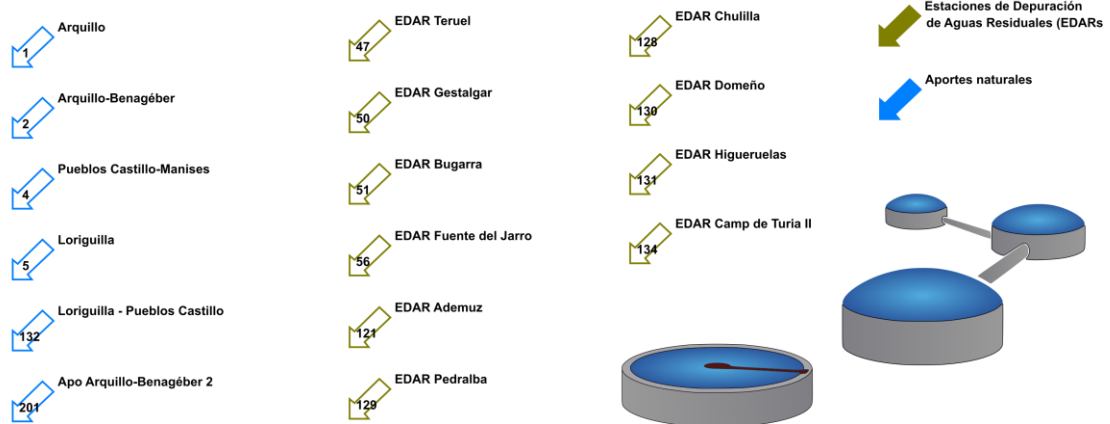 Arquillo
1
Arquillo-Benagéber
2
Pueblos Castillo-Manises
4
Loriguilla
5
Loriguilla - Pueblos Castillo
132
Apo Arquillo-Benagéber 2
201
EDAR Teruel
47
EDAR Gestalgar
50
EDAR Bugarra
51
EDAR Fuente del Jarro
56
EDAR Ademuz
121
EDAR Pedralba
129
EDAR Chulilla
128
EDAR Domeño
130
EDAR Higueruelas
131
EDAR Camp de Turia II
134
Estaciones de Depuración
de Aguas Residuales (EDARs
Aportes naturales